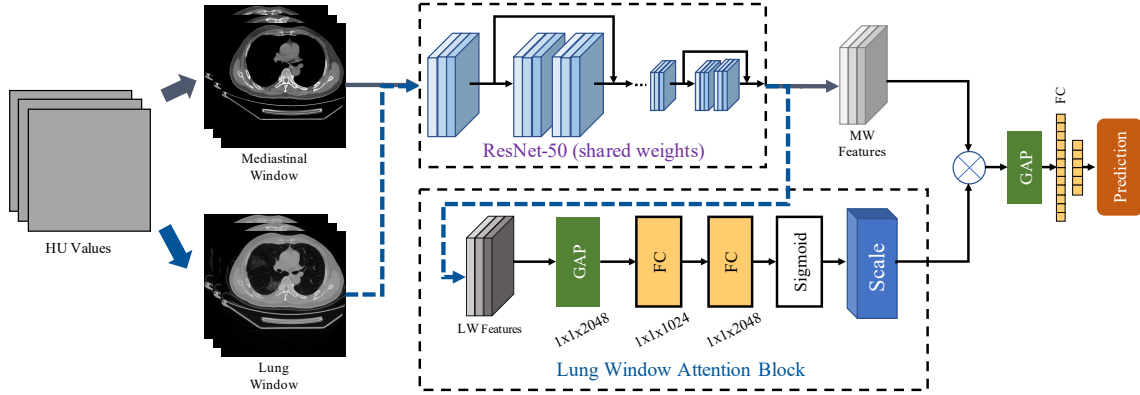 HU Values
Mediastinal
Window
Lung
Window
ResNet-50 (shared weights)
MW
Features
LW Features
GAP
1x1x2048
FC
1x1x1024
FC
1x1x2048
Sigmoid
Scale
Lung Window Attention Block
GAP
FC
Prediction